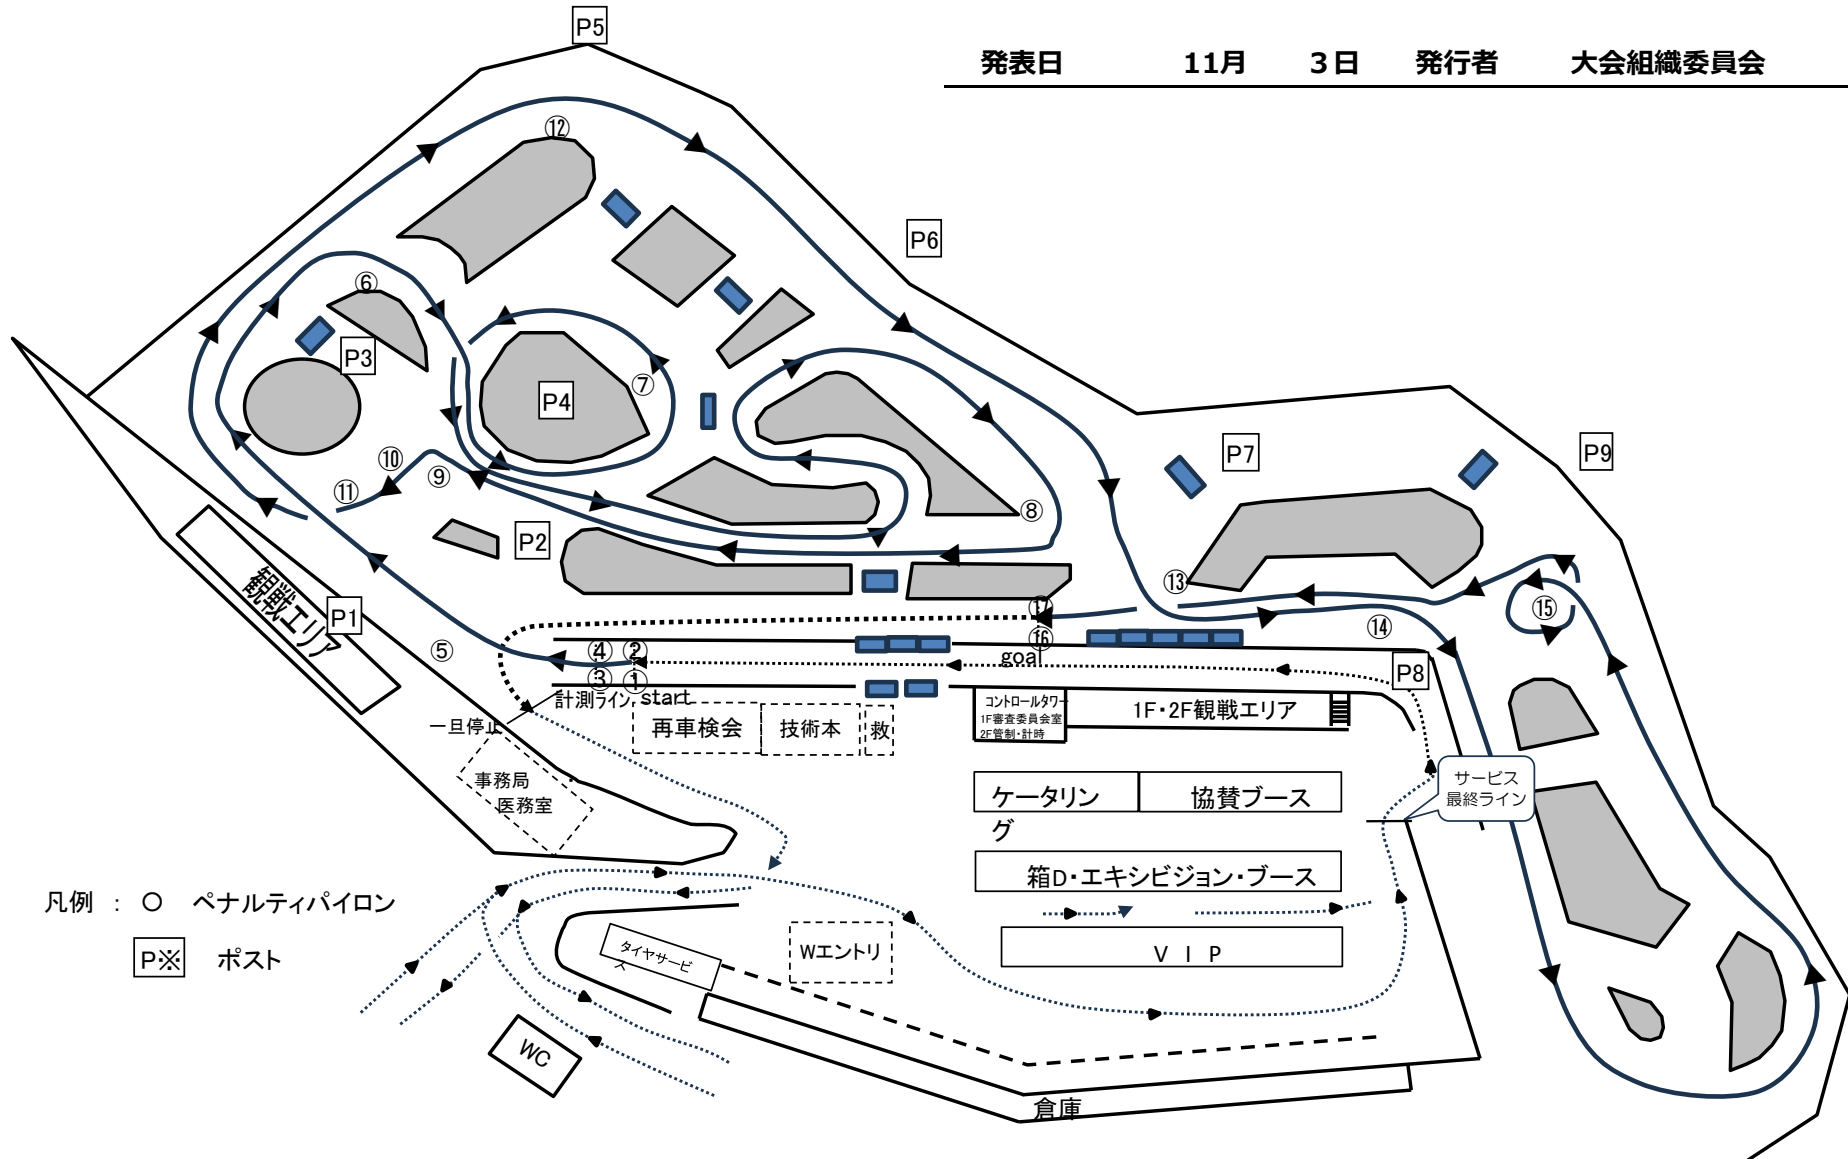 発表日 11月 3日 発行者 大会組織委員会
P5
⑫
P6
⑥
P3
⑦
P4
P7
P9
⑩
⑨
⑪
⑧
P2
⑬
⑮
⑰
⑭
観戦エリア
P1
⑤
④ ②
⑯
goal
P8
③ ①
計測ライン start
コントロールタワー
1F審査委員会室
2F管制・計時
1F・2F観戦エリア
一旦停止
再車検会
技術本
救
事務局
医務室
サービス
最終ライン
ケータリン
グ
協賛ブース
箱D・エキシビジョン・ブース
凡例 : 〇 ペナルティパイロン
P※ ポスト
タイヤサービ
ス
Wエントリ
V I P
WC
倉庫